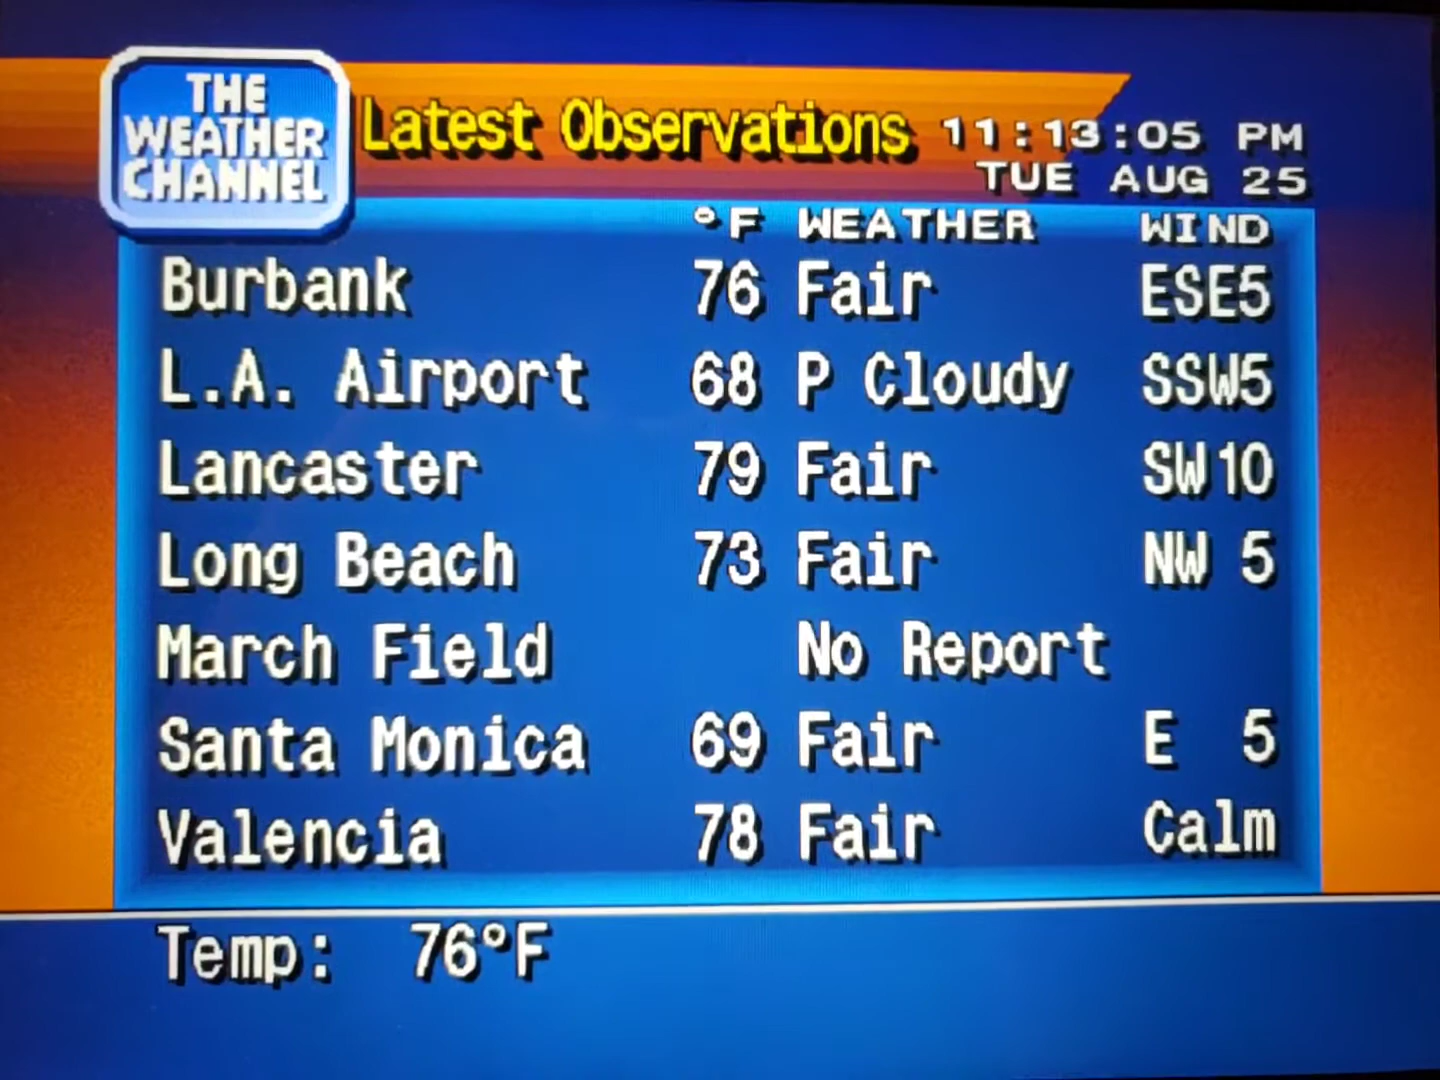 THE
WEATHER
CHANNEL
Latest Observations 11:13:05 PM
TUE AUG 25
°F WEATHER WIND
Burbank 76 Fair ESE5
L.A. Airport 68 P Cloudy SSW5
Lancaster 79 Fair SW10
Long Beach 73 Fair NW 5
March Field No Report
Santa Monica 69 Fair E 5
Valencia 78 Fair Calm
Temp: 76°F